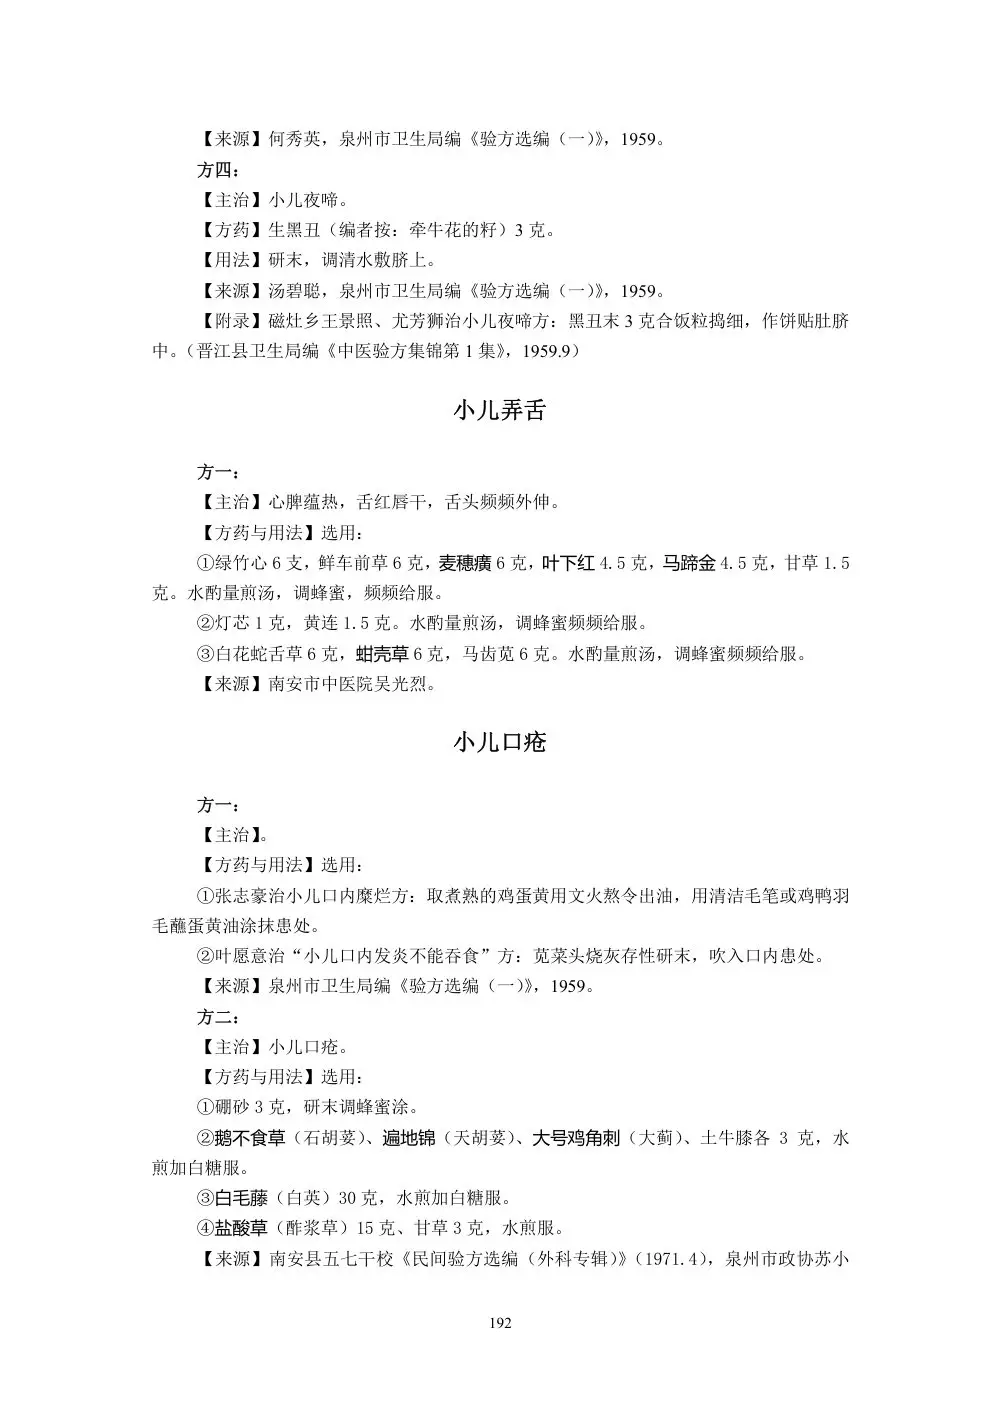 【来源】何秀英，泉州市卫生局编《验方选编（一）》，1959。
方四：
【主治】小儿夜啼。
【方药】生黑丑（编者按：牵牛花的籽）3 克。
【用法】研末，调清水敷脐上。
【来源】汤碧聪，泉州市卫生局编《验方选编（一）》，1959。
【附录】磁灶乡王景照、尤芳狮治小儿夜啼方：黑丑末 3 克合饭粒捣细，作饼贴肚脐
中。（晋江县卫生局编《中医验方集锦第 1 集》，1959.9）
小儿弄舌
方一：
【主治】心脾蕴热，舌红唇干，舌头频频外伸。
【方药与用法】选用：
①绿竹心 6 支，鲜车前草 6 克，麦穗癀 6 克，叶下红 4.5 克，马蹄金 4.5 克，甘草 1.5
克。水酌量煎汤，调蜂蜜，频频给服。
②灯芯 1 克，黄连 1.5 克。水酌量煎汤，调蜂蜜频频给服。
③白花蛇舌草 6 克，蚶壳草 6 克，马齿苋 6 克。水酌量煎汤，调蜂蜜频频给服。
【来源】南安市中医院吴光烈。
小儿口疮
方一：
【主治】。
【方药与用法】选用：
①张志豪治小儿口内糜烂方：取煮熟的鸡蛋黄用文火熬令出油，用清洁毛笔或鸡鸭羽
毛蘸蛋黄油涂抹患处。
②叶愿意治“小儿口内发炎不能吞食”方：苋菜头烧灰存性研末，吹入口内患处。
【来源】泉州市卫生局编《验方选编（一）》，1959。
方二：
【主治】小儿口疮。
【方药与用法】选用：
①硼砂 3 克，研末调蜂蜜涂。
②鹅不食草（石胡荽）、遍地锦（天胡荽）、大号鸡角刺（大蓟）、土牛膝各 3 克，水
煎加白糖服。
③白毛藤（白英）30 克，水煎加白糖服。
④盐酸草（酢浆草）15 克、甘草 3 克，水煎服。
【来源】南安县五七干校《民间验方选编（外科专辑）》（1971.4），泉州市政协苏小
192